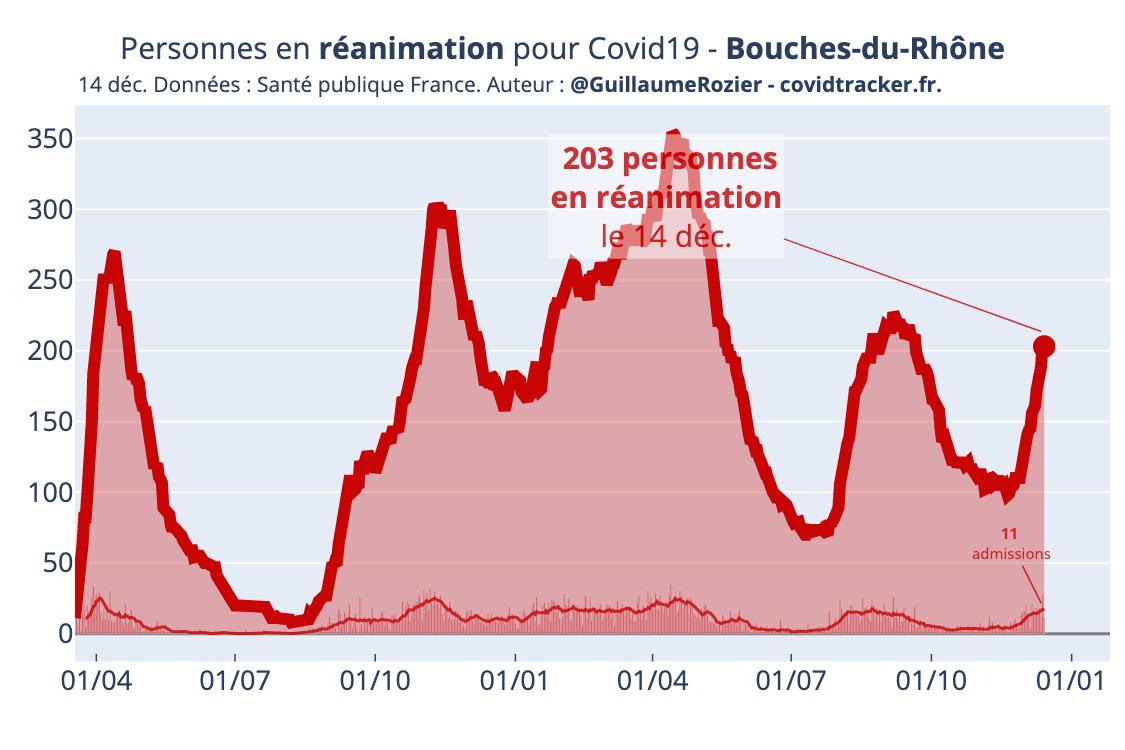 Personnes en réanimation pour Covid19 - Bouches-du-Rhône
14 déc. Données : Santé publique France. Auteur : @GuillaumeRozier - covidtracker.fr.
350
300
250
200
150
100
50
0
203 personnes
en réanimation
le 14 déc.
11
admissions
01/04
01/07
01/10
01/01
01/04
01/07
01/10
01/01